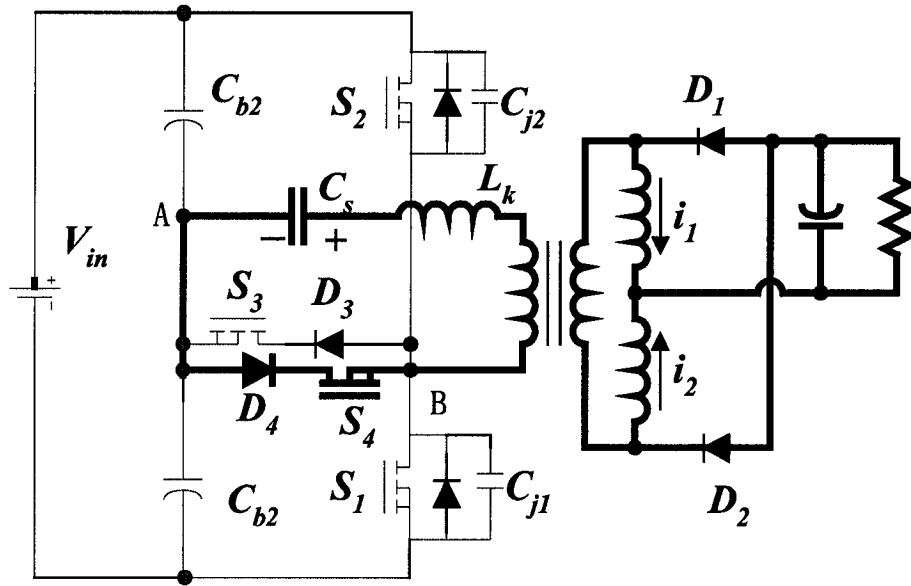 C_b2
S_2
C_j2
D_1
A
C_s
L_k
V_in
+
-
− +
i_1
S_3
D_3
D_4
S_4
B
i_2
C_b2
S_1
C_j1
D_2